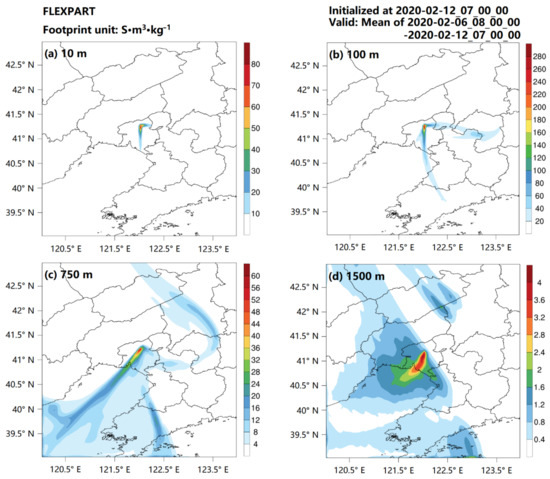 FLEXPART
Initialized at 2020-02-12_07_00_00
Footprint unit: S•m³•kg⁻¹
Valid: Mean of 2020-02-06_08_00_00
-2020-02-12_07_00_00
(a) 10 m
42.5° N
42° N
41.5° N
41° N
40.5° N
40° N
39.5° N
120.5° E
121.5° E
122.5° E
123.5° E
80
70
60
50
40
30
20
10
(b) 100 m
42.5° N
42° N
41.5° N
41° N
40.5° N
40° N
39.5° N
120.5° E
121.5° E
122.5° E
123.5° E
280
260
240
220
200
180
160
140
120
100
80
60
40
20
(c) 750 m
42.5° N
42° N
41.5° N
41° N
40.5° N
40° N
39.5° N
120.5° E
121.5° E
122.5° E
123.5° E
60
56
52
48
44
40
36
32
28
24
20
16
12
8
4
(d) 1500 m
42.5° N
42° N
41.5° N
41° N
40.5° N
40° N
39.5° N
120.5° E
121.5° E
122.5° E
123.5° E
4
3.6
3.2
2.8
2.4
2
1.6
1.2
0.8
0.4